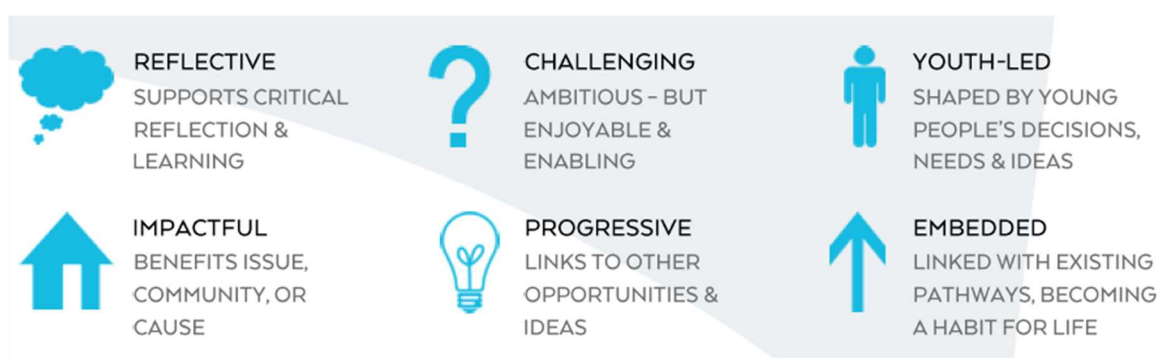 REFLECTIVE
SUPPORTS CRITICAL
REFLECTION &
LEARNING
CHALLENGING
AMBITIOUS – BUT
ENJOYABLE &
ENABLING
YOUTH-LED
SHAPED BY YOUNG
PEOPLE'S DECISIONS,
NEEDS & IDEAS
IMPACTFUL
BENEFITS ISSUE,
COMMUNITY, OR
CAUSE
PROGRESSIVE
LINKS TO OTHER
OPPORTUNITIES &
IDEAS
EMBEDDED
LINKED WITH EXISTING
PATHWAYS, BECOMING
A HABIT FOR LIFE